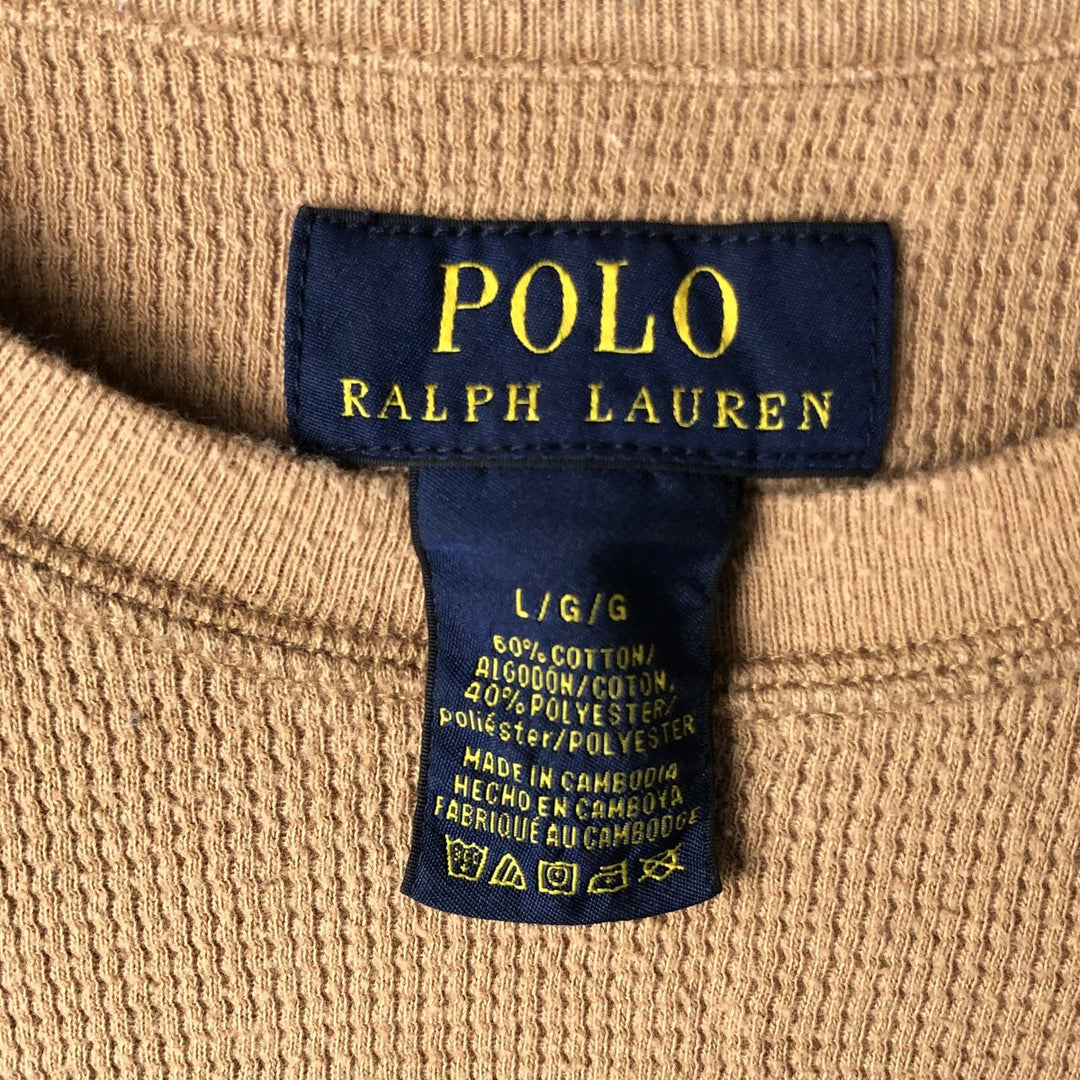 POLO
RALPH LAUREN
L/G/G
60% COTTON/
ALGODÓN/COTON,
40% POLYESTER/
poliéster/POLYESTER
MADE IN CAMBODIA
HECHO EN CAMBOYA
FABRIQUÉ AU CAMBODGE